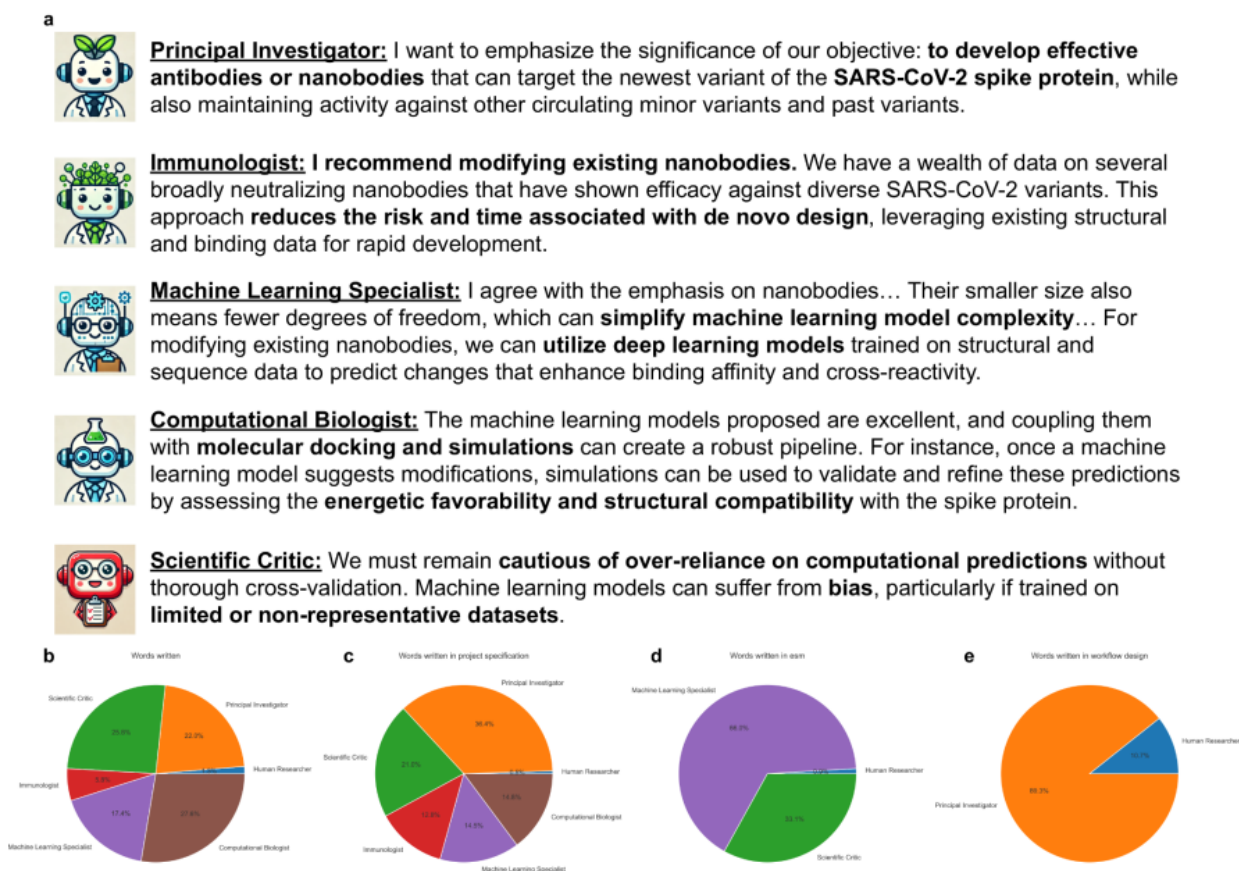 a
Principal Investigator: I want to emphasize the significance of our objective: to develop effective
antibodies or nanobodies that can target the newest variant of the SARS-CoV-2 spike protein, while
also maintaining activity against other circulating minor variants and past variants.
Immunologist: I recommend modifying existing nanobodies. We have a wealth of data on several
broadly neutralizing nanobodies that have shown efficacy against diverse SARS-CoV-2 variants. This
approach reduces the risk and time associated with de novo design, leveraging existing structural
and binding data for rapid development.
Machine Learning Specialist: I agree with the emphasis on nanobodies… Their smaller size also
means fewer degrees of freedom, which can simplify machine learning model complexity… For
modifying existing nanobodies, we can utilize deep learning models trained on structural and
sequence data to predict changes that enhance binding affinity and cross-reactivity.
Computational Biologist: The machine learning models proposed are excellent, and coupling them
with molecular docking and simulations can create a robust pipeline. For instance, once a machine
learning model suggests modifications, simulations can be used to validate and refine these predictions
by assessing the energetic favorability and structural compatibility with the spike protein.
Scientific Critic: We must remain cautious of over-reliance on computational predictions without
thorough cross-validation. Machine learning models can suffer from bias, particularly if trained on
limited or non-representative datasets.
b
Words written
Scientific Critic
Principal Investigator
22.0%
Human Researcher
Immunologist
17.4%
Machine Learning Specialist
Computational Biologist
c
Words written in project specification
Principal Investigator
36.4%
Scientific Critic
Human Researcher
Computational Biologist
Immunologist
Machine Learning Specialist
d
Words written in esm
Machine Learning Specialist
Human Researcher
33.1%
Scientific Critic
e
Words written in workflow design
Human Researcher
10.7%
Principal Investigator
89.3%